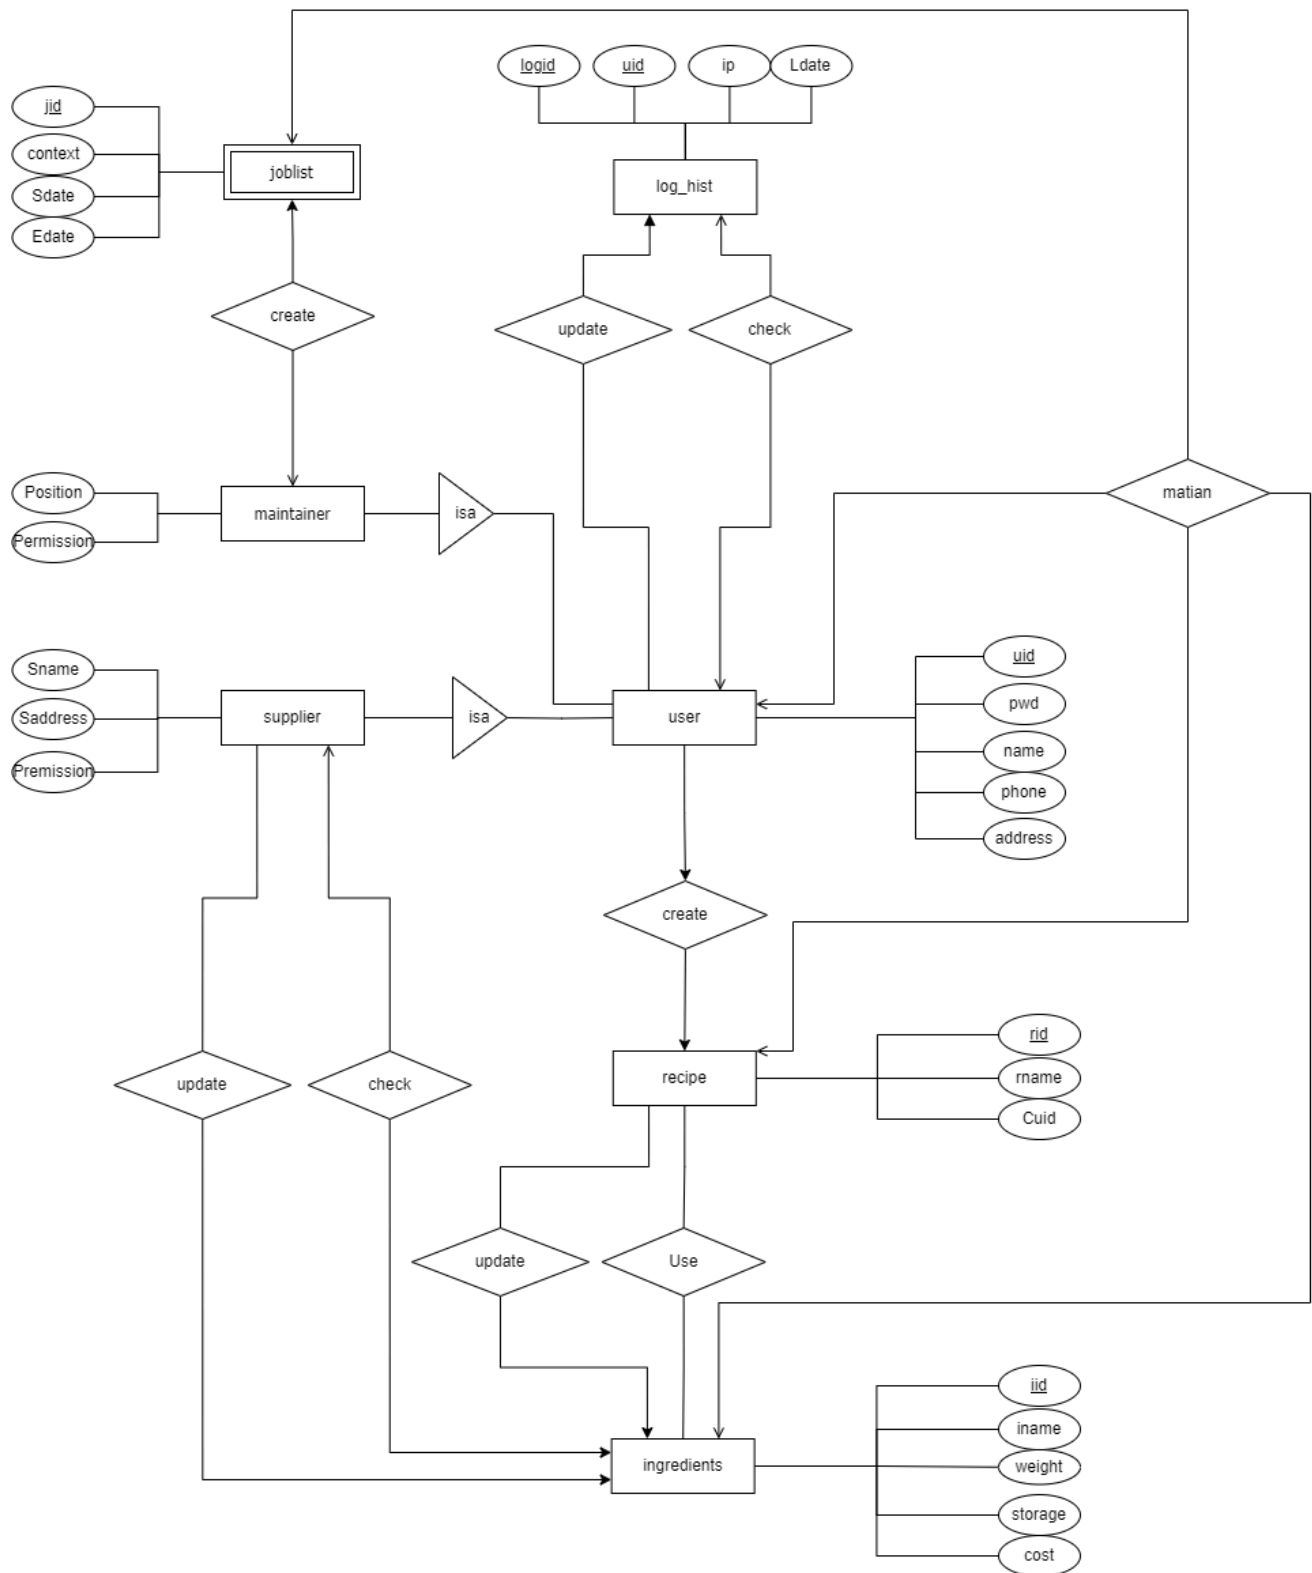 logid
uid
ip
Ldate
jid
context
Sdate
Edate
joblist
log_hist
create
update
check
Position
Permission
maintainer
isa
matian
Sname
Saddress
Premission
supplier
isa
user
uid
pwd
name
phone
address
create
rid
rname
Cuid
recipe
update
check
update
Use
iid
iname
weight
storage
cost
ingredients